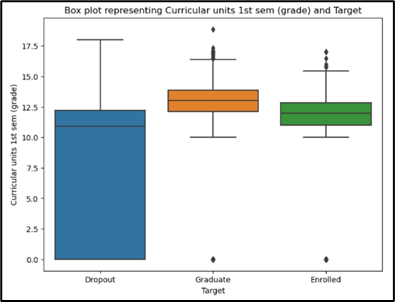 Box plot representing Curricular units 1st sem (grade) and Target
Curricular units 1st sem (grade)
17.5
15.0
12.5
10.0
7.5
5.0
2.5
0.0
Dropout Graduate Enrolled
Target